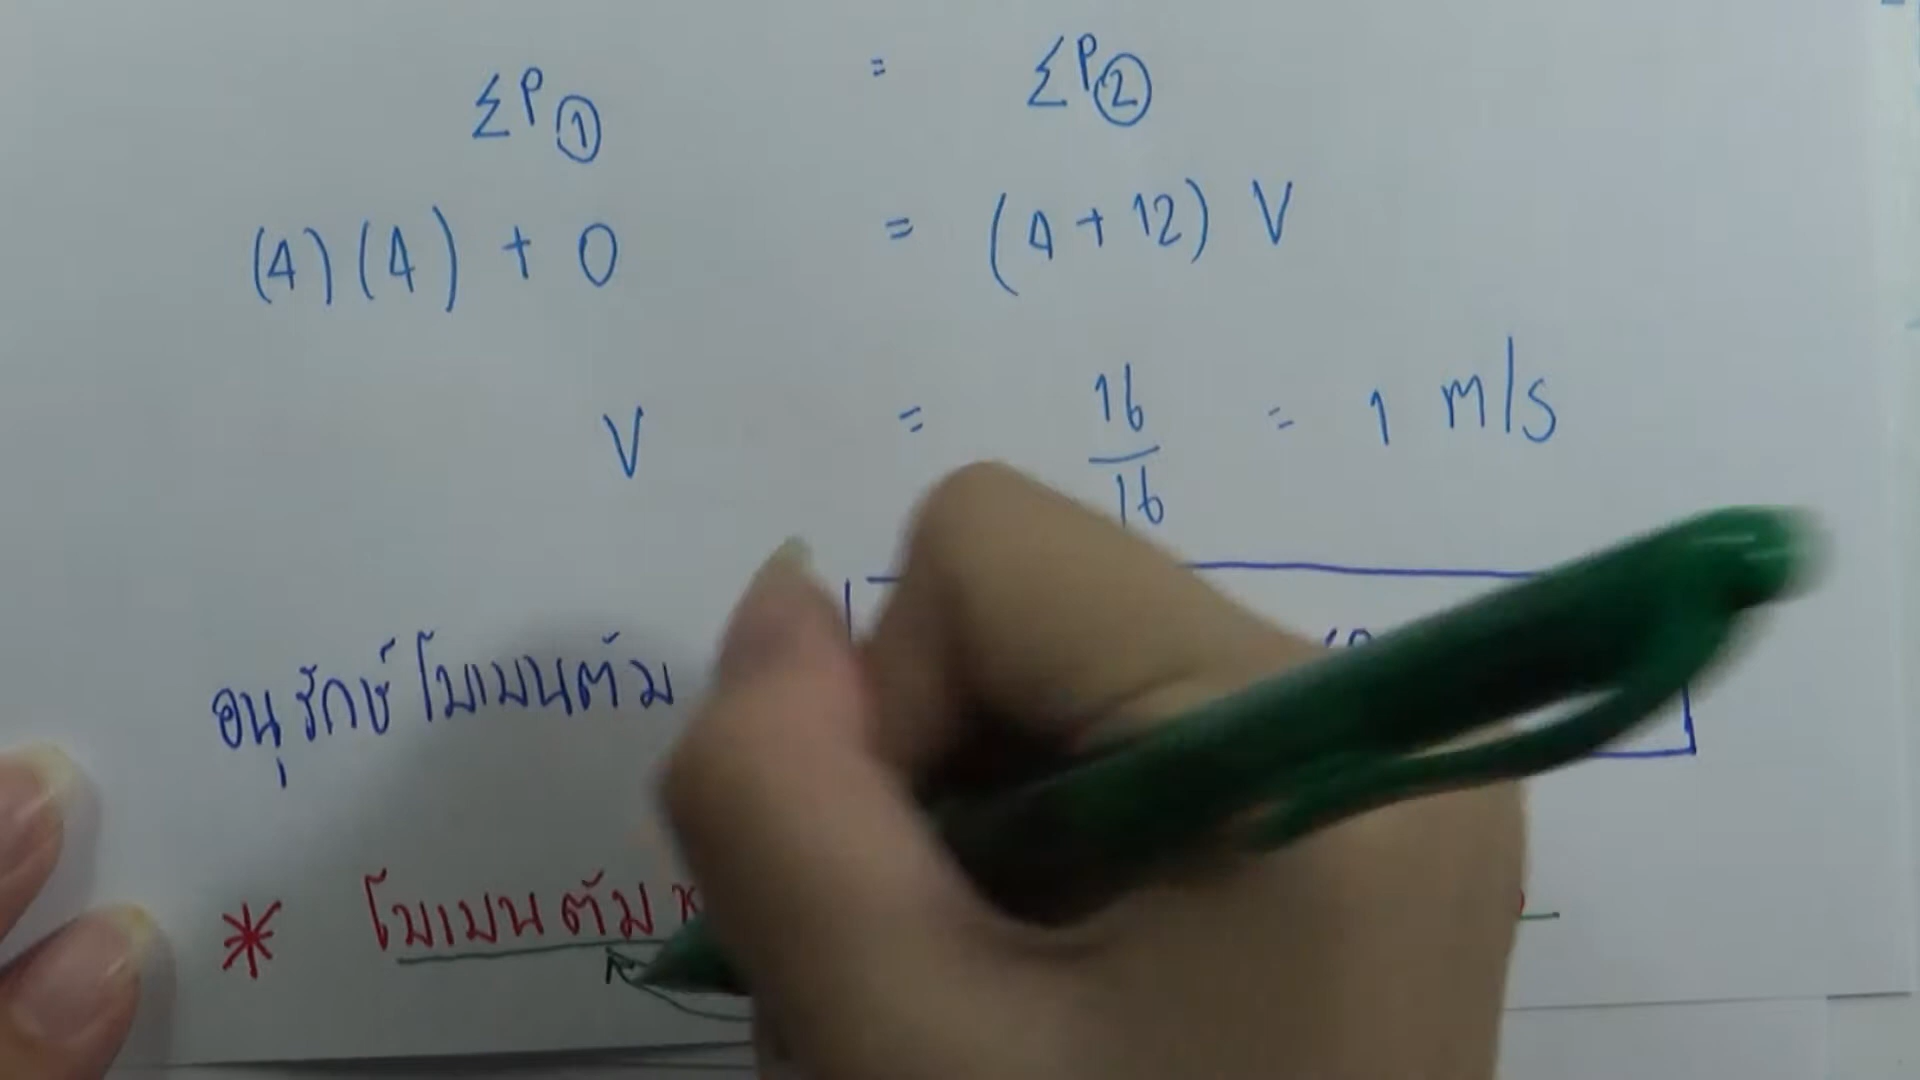 ΣP① = ΣP②
(4)(4) + 0 = (4+12) V
V = 16/16 = 1 m/s
อนุรักษ์โมเมนตัม
* โมเมนตัม